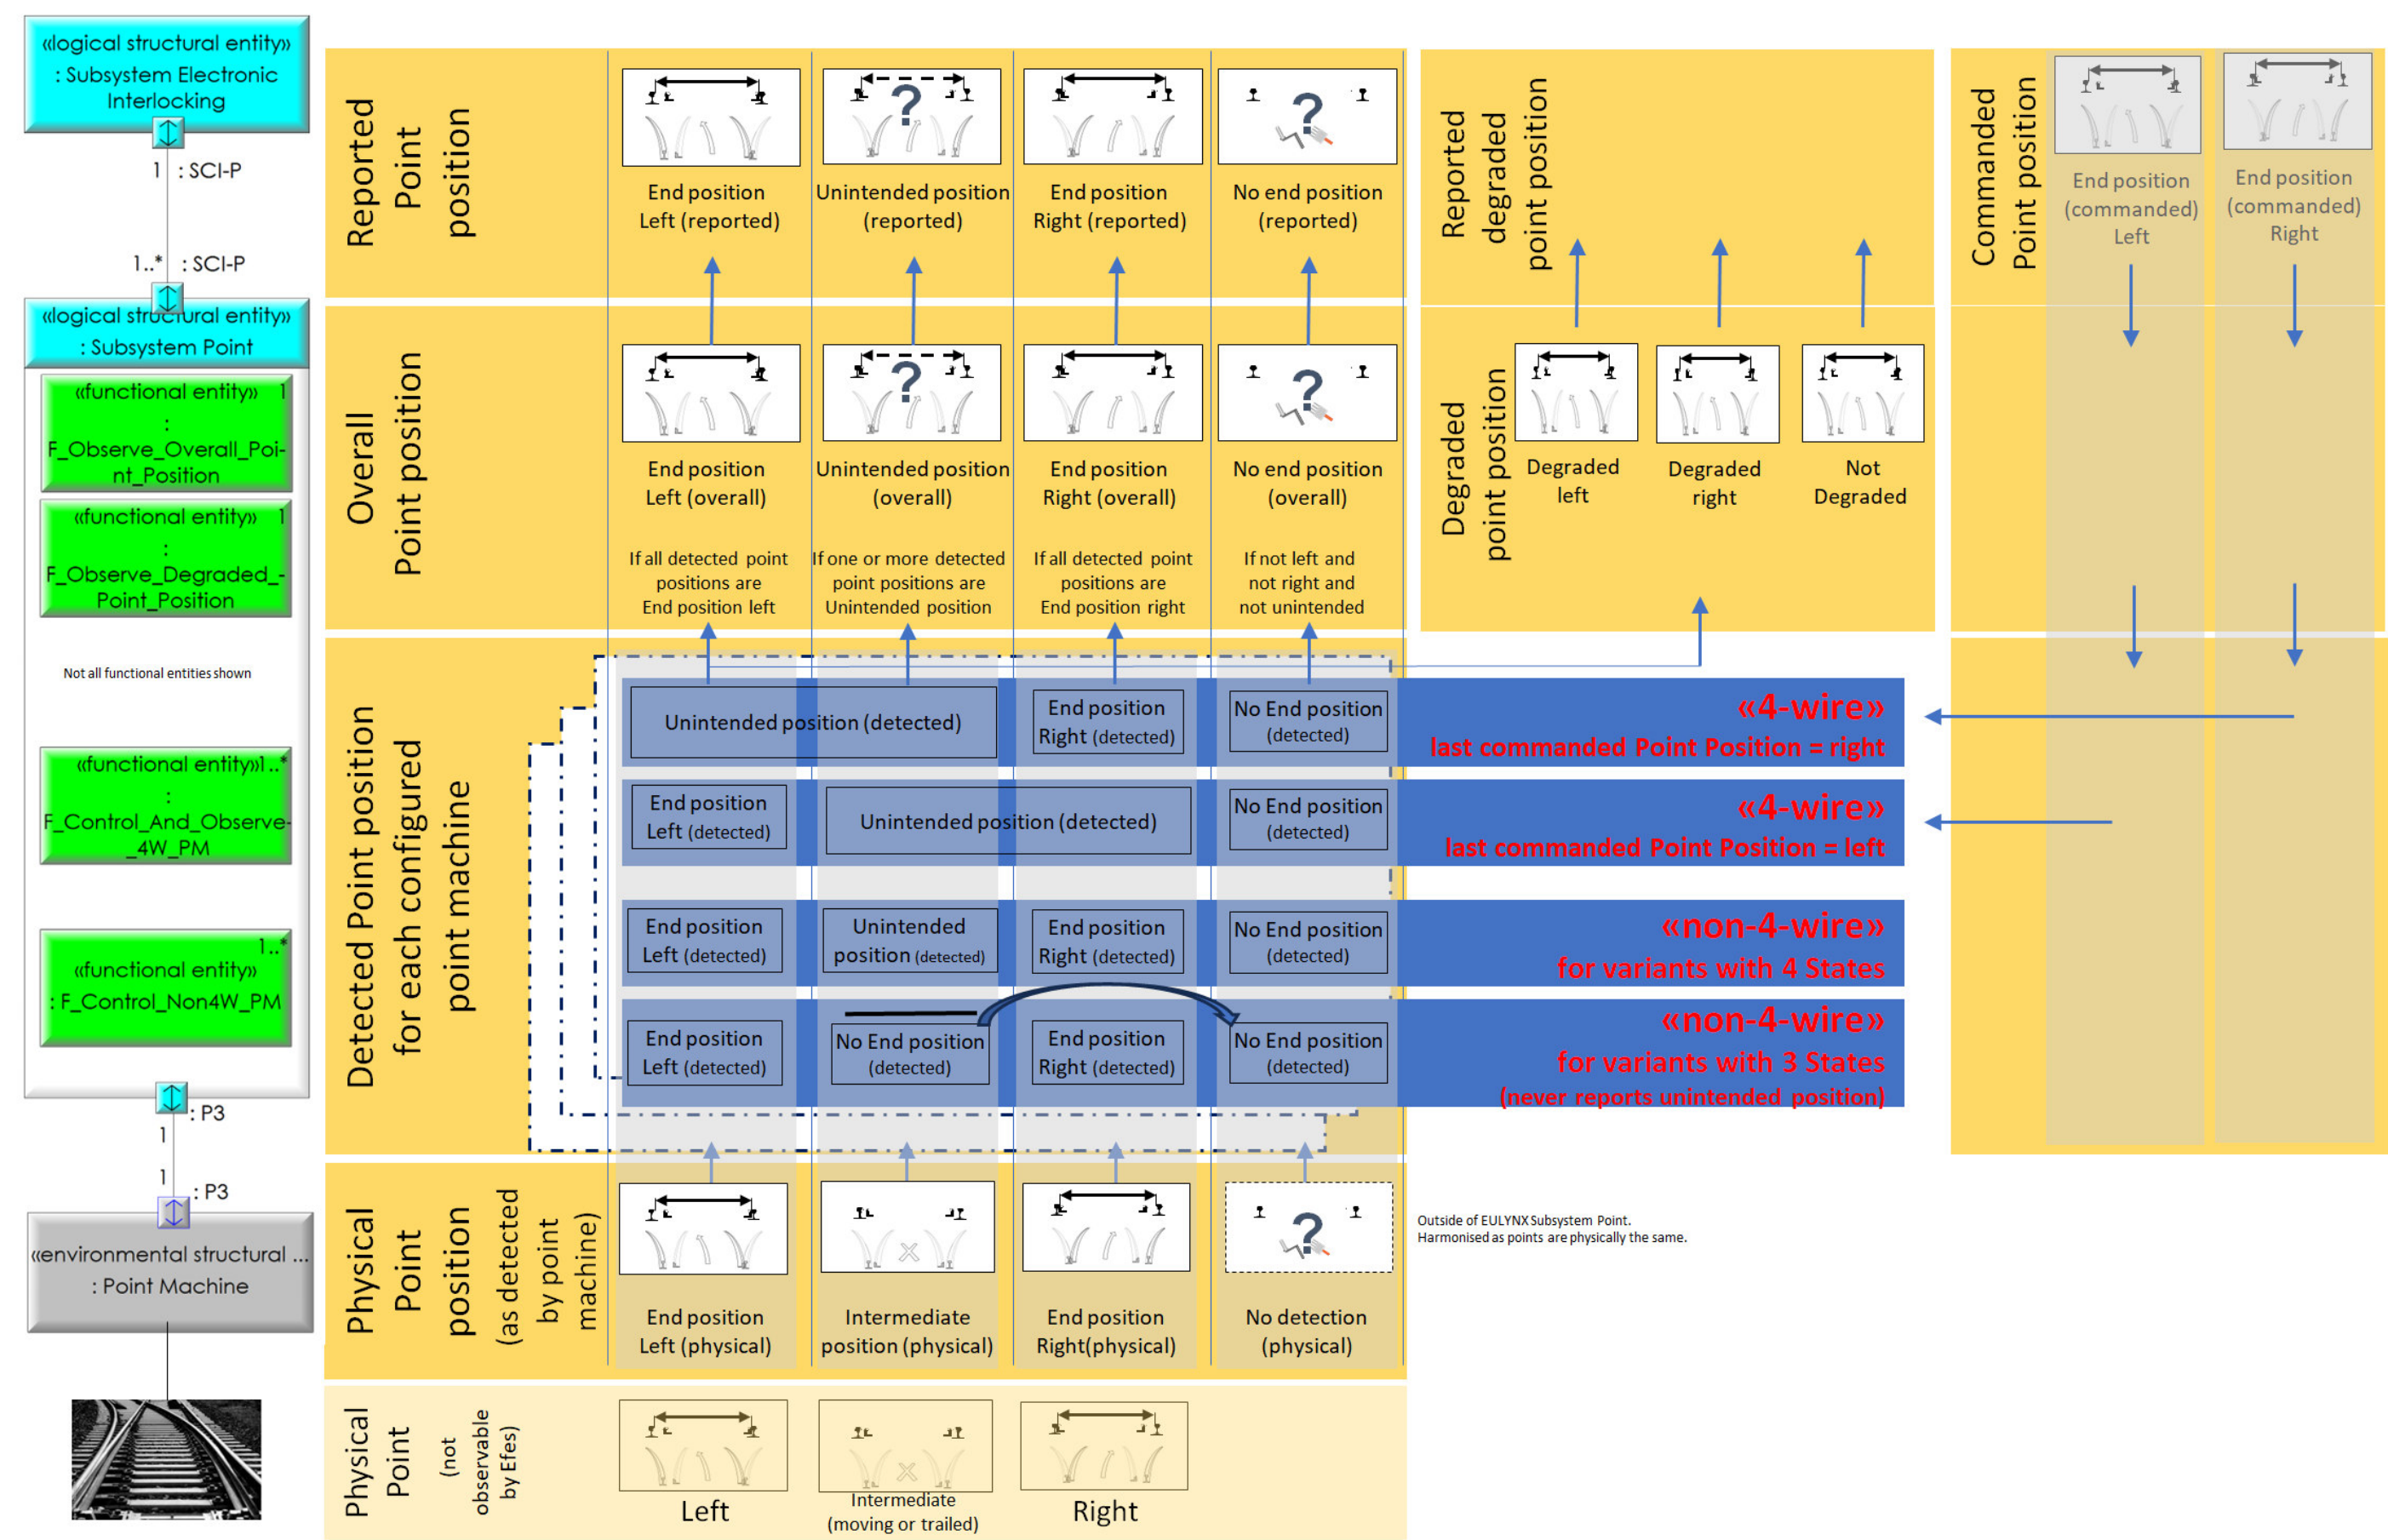 «logical structural entity»
: Subsystem Electronic
Interlocking
1 : SCI-P
1..* : SCI-P
«logical structural entity»
: Subsystem Point
«functional entity» 1
:
F_Observe_Overall_Poi-
nt_Position
«functional entity» 1
:
F_Observe_Degraded_-
Point_Position
Not all functional entities shown
«functional entity»1..*
:
F_Control_And_Observe-
_4W_PM
1..*
«functional entity»
: F_Control_Non4W_PM
: P3
1
1
: P3
«environmental structural ...
: Point Machine
Reported
Point
position
End position
Left (reported)
Unintended position
(reported)
End position
Right (reported)
No end position
(reported)
Reported
degraded
point position
Commanded
Point position
End position
(commanded)
Left
End position
(commanded)
Right
Overall
Point position
End position
Left (overall)
Unintended position
(overall)
End position
Right (overall)
No end position
(overall)
If all detected point
positions are
End position left
If one or more detected
point positions are
Unintended position
If all detected point
positions are
End position right
If not left and
not right and
not unintended
Degraded
point position
Degraded
left
Degraded
right
Not
Degraded
Detected Point position
for each configured
point machine
Unintended position (detected)
End position
Right (detected)
No End position
(detected)
«4-wire»
last commanded Point Position = right
End position
Left (detected)
Unintended position (detected)
No End position
(detected)
«4-wire»
last commanded Point Position = left
End position
Left (detected)
Unintended
position (detected)
End position
Right (detected)
No End position
(detected)
«non-4-wire»
for variants with 4 States
End position
Left (detected)
No End position
(detected)
End position
Right (detected)
No End position
(detected)
«non-4-wire»
for variants with 3 States
(never reports unintended position)
Physical
Point
position
(as detected
by point
machine)
End position
Left (physical)
Intermediate
position (physical)
End position
Right(physical)
No detection
(physical)
Outside of EULYNX Subsystem Point.
Harmonised as points are physically the same.
Physical
Point
(not
observable
by Efes)
Left
Intermediate
(moving or trailed)
Right